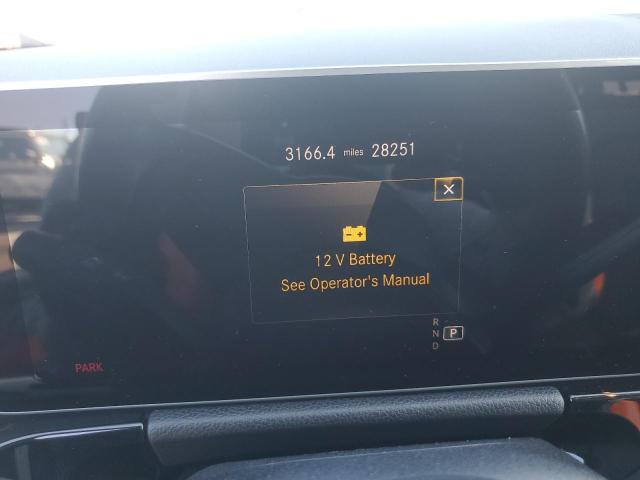 3166.4 miles 28251
12 V Battery
See Operator's Manual
R
N P
D
PARK